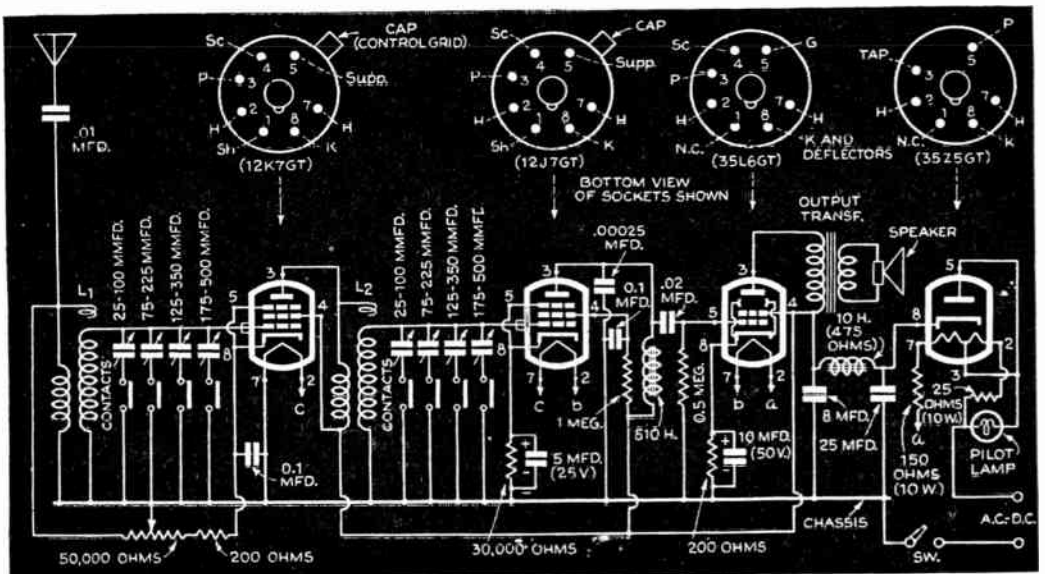 CAP
(CONTROL GRID)
Sc
4 5
Supp.
P
3
2 7
H H
1 8
Sh K
(12K7GT)
CAP
Sc
4 5
Supp.
P
3
2 7
H H
1 8
Sh K
(12J7GT)
Sc G
4 5
P
3
2 7
H H
1 8
N.C.
K AND
DEFLECTORS
(35L6GT)
P
5
TAP
3
2 7
H H
1 8
N.C. K
(35Z5GT)
BOTTOM VIEW
OF SOCKETS SHOWN
.01
MFD.
L1
25-100 MMFD.
75-225 MMFD.
125-350 MMFD.
175-500 MMFD.
CONTACTS
3
5 4
8
7 2
C
0.1
MFD.
50,000 OHMS
200 OHMS
L2
25-100 MMFD.
75-225 MMFD.
125-350 MMFD.
175-500 MMFD.
CONTACTS
3
5 4
8
7 2
C b
.00025
MFD.
0.1
MFD.
.02
MFD.
1 MEG.
510 H.
5 MFD.
(25V.)
30,000 OHMS
0.5 MEG.
3
5 4
8
7 2
b a
10 MFD.
(50V.)
200 OHMS
OUTPUT
TRANSF.
SPEAKER
10 H.
(475
OHMS))
8 MFD.
25 MFD.
5
8
7 2
3
25
OHMS
(10W.)
a
150
OHMS
(10 W.)
PILOT
LAMP
CHASSIS
A.C.-D.C.
SW.